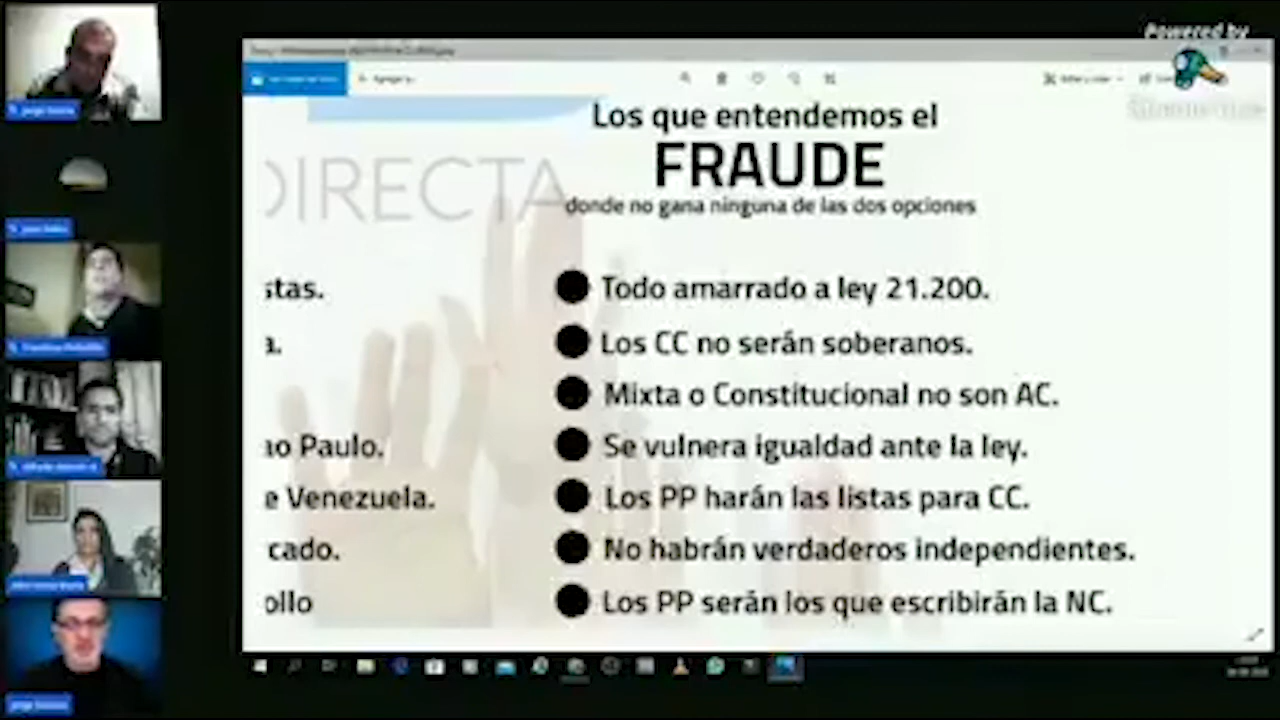 Powered by
Los que entendemos el
FRAUDE
donde no gana ninguna de las dos opciones
DIRECTA
stas.
a.
ao Paulo.
e Venezuela.
cado.
ollo
Todo amarrado a ley 21.200.
Los CC no serán soberanos.
Mixta o Constitucional no son AC.
Se vulnera igualdad ante la ley.
Los PP harán las listas para CC.
No habrán verdaderos independientes.
Los PP serán los que escribirán la NC.